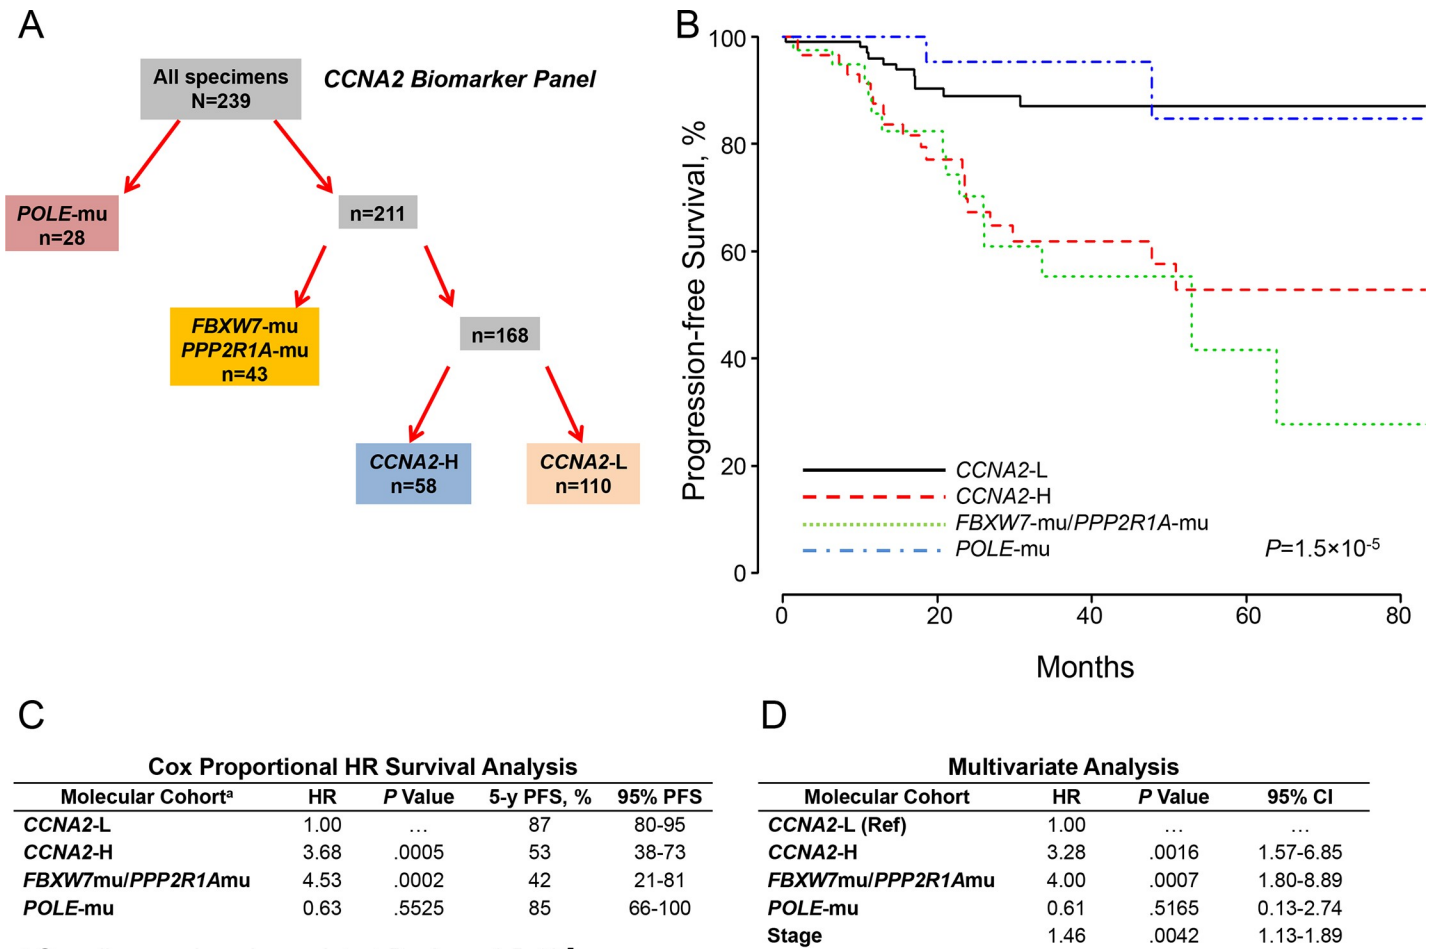 A
All specimens
N=239
CCNA2 Biomarker Panel
POLE-mu
n=28
n=211
FBXW7-mu
PPP2R1A-mu
n=43
n=168
CCNA2-H
n=58
CCNA2-L
n=110
B
Progression-free Survival, %
100
80
60
40
20
0
CCNA2-L
CCNA2-H
FBXW7-mu/PPP2R1A-mu
POLE-mu
P=1.5×10⁻⁵
0 20 40 60 80
Months
C
Cox Proportional HR Survival Analysis
Molecular Cohortᵃ HR P Value 5-y PFS, % 95% PFS
CCNA2-L 1.00 … 87 80-95
CCNA2-H 3.68 .0005 53 38-73
FBXW7mu/PPP2R1Amu 4.53 .0002 42 21-81
POLE-mu 0.63 .5525 85 66-100
D
Multivariate Analysis
Molecular Cohort HR P Value 95% CI
CCNA2-L (Ref) 1.00 … …
CCNA2-H 3.28 .0016 1.57-6.85
FBXW7mu/PPP2R1Amu 4.00 .0007 1.80-8.89
POLE-mu 0.61 .5165 0.13-2.74
Stage 1.46 .0042 1.13-1.89